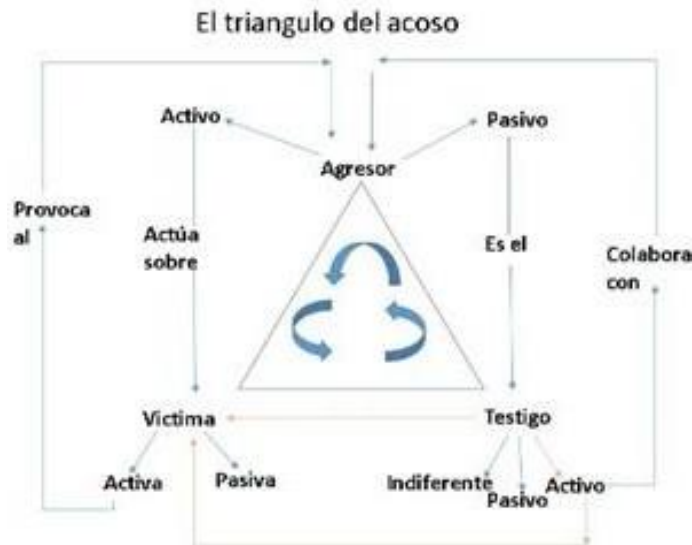 El triangulo del acoso
Activo
Pasivo
Agresor
Provoca
al
Actúa
sobre
Es el
Colabora
con
Victima
Testigo
Activa
Pasiva
Indiferente
Pasivo
Activo